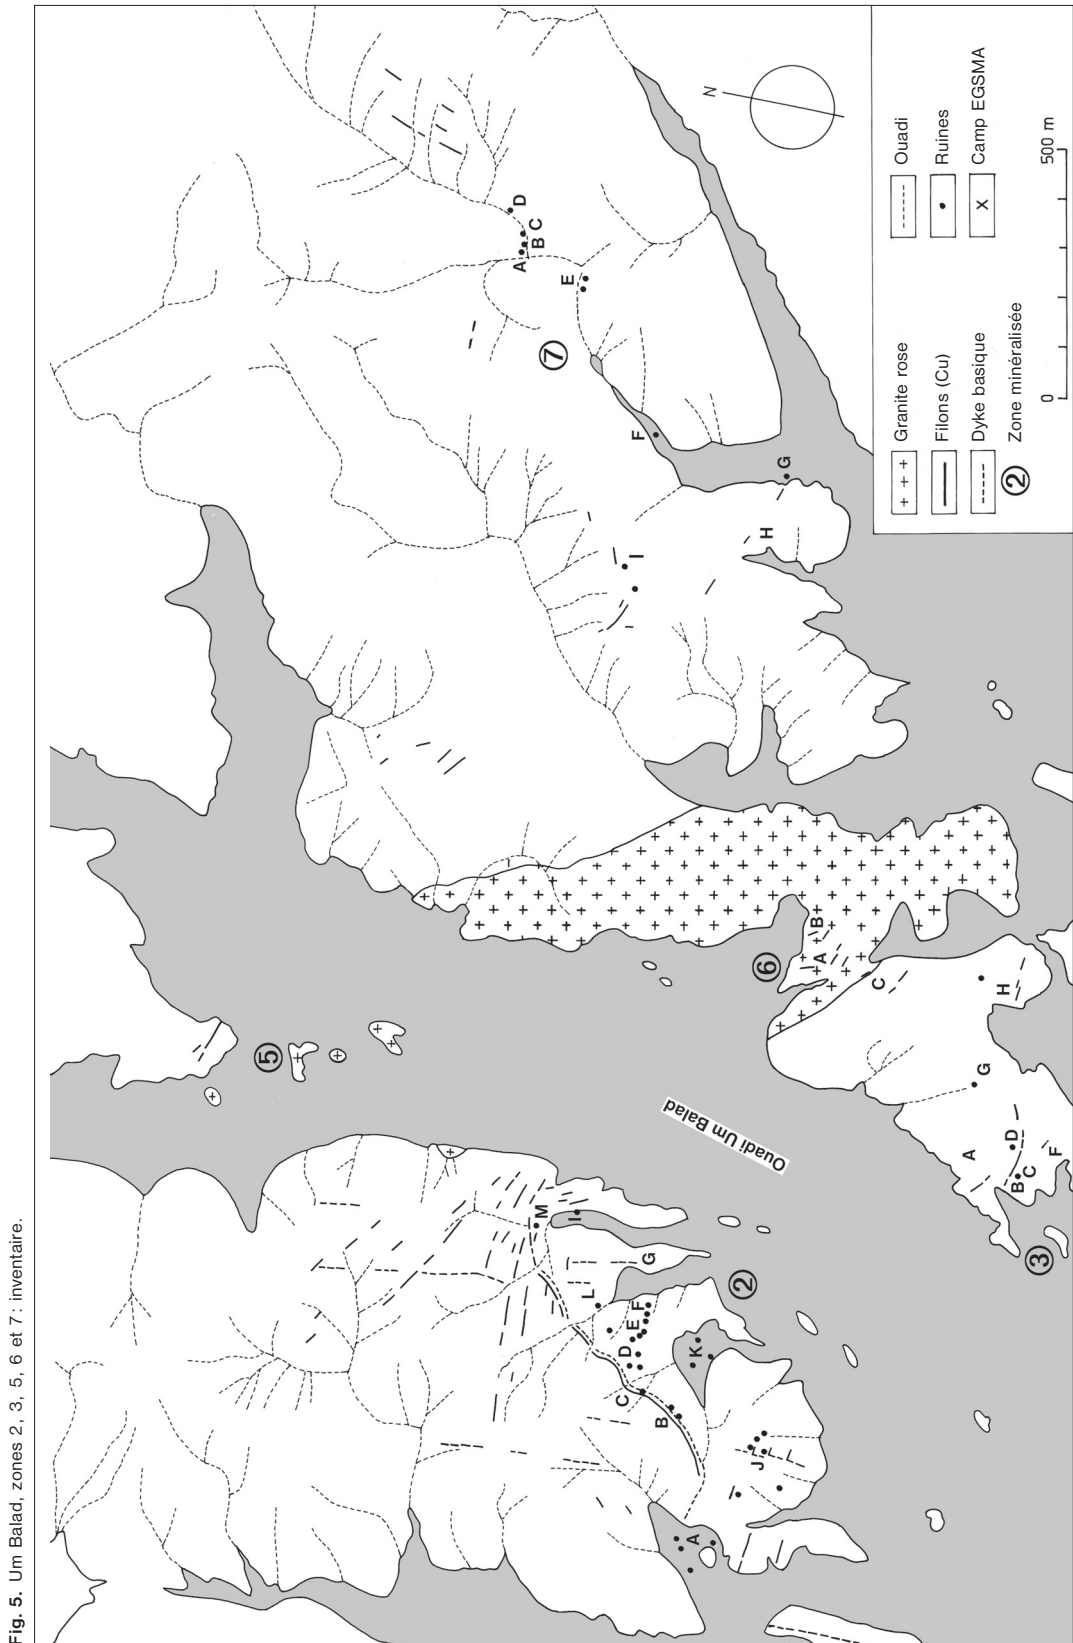 Fig. 5. Um Balad, zones 2, 3, 5, 6 et 7 : inventaire.
N
A
B
C
D
E
7
F
G
H
I
5
6
A
B
C
H
G
A
D
B
C
F
3
Ouadi Um Balad
M
I
G
2
L
F
E
D
K
C
B
J
A
+ + + Granite rose
Filons (Cu)
Dyke basique
2 Zone minéralisée
Ouadi
Ruines
x Camp EGSMA
0 500 m